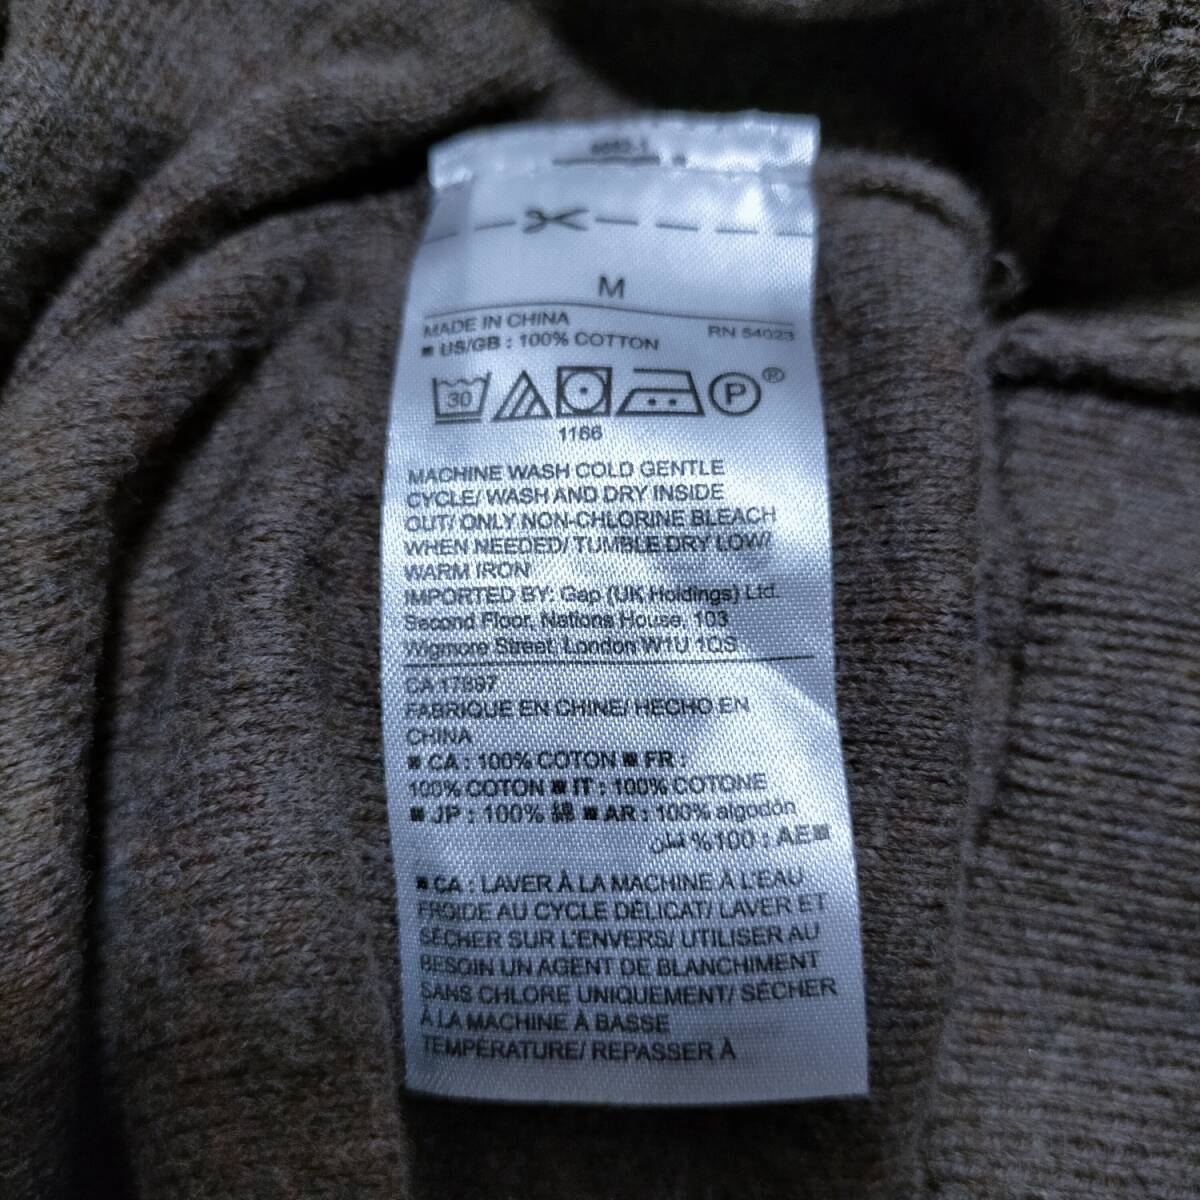 M
MADE IN CHINA RN 54023
■ US/GB : 100% COTTON
30 P ®
1166
MACHINE WASH COLD GENTLE
CYCLE/ WASH AND DRY INSIDE
OUT/ ONLY NON-CHLORINE BLEACH
WHEN NEEDED/ TUMBLE DRY LOW/
WARM IRON
IMPORTED BY: Gap (UK Holdings) Ltd.
Second Floor, Nations House, 103
Wigmore Street, London W1U 1QS
CA 17897
FABRIQUE EN CHINE/ HECHO EN
CHINA
■ CA : 100% COTON ■ FR :
100% COTON ■ IT : 100% COTONE
■ JP : 100% 綿 ■ AR : 100% algodón
■AE : 100% قطن
■ CA : LAVER À LA MACHINE À L'EAU
FROIDE AU CYCLE DÉLICAT/ LAVER ET
SÉCHER SUR L'ENVERS/ UTILISER AU
BESOIN UN AGENT DE BLANCHIMENT
SANS CHLORE UNIQUEMENT/ SÉCHER
À LA MACHINE À BASSE
TEMPÉRATURE/ REPASSER À